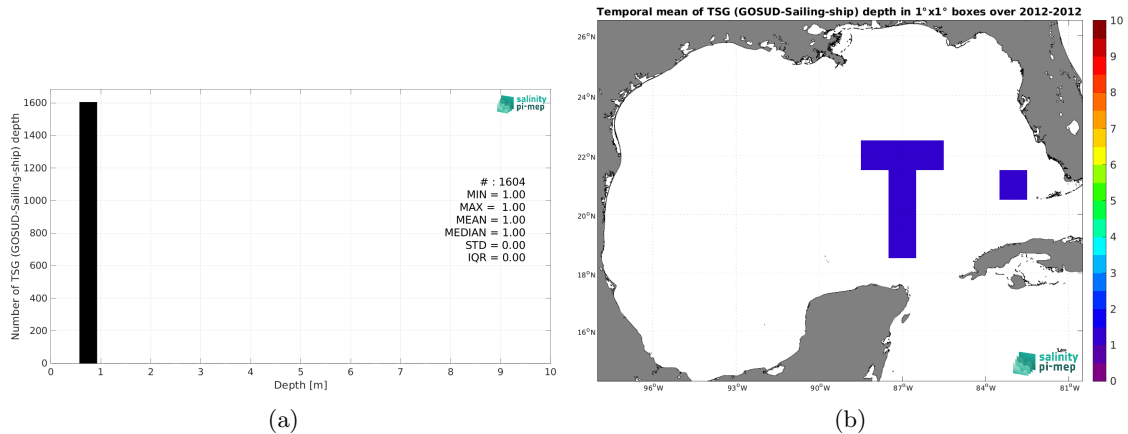 Number of TSG (GOSUD-Sailing-ship) depth
1600
1400
1200
1000
800
600
400
200
0
0 1 2 3 4 5 6 7 8 9 10
Depth [m]
salinity
pi-mep
# : 1604
MIN = 1.00
MAX = 1.00
MEAN = 1.00
MEDIAN = 1.00
STD = 0.00
IQR = 0.00
(a)
Temporal mean of TSG (GOSUD-Sailing-ship) depth in 1°x1° boxes over 2012-2012
26°N
24°N
22°N
20°N
18°N
16°N
96°W 93°W 90°W 87°W 84°W 81°W
salinity
pi-mep
10
9
8
7
6
5
4
3
2
1
0
(b)